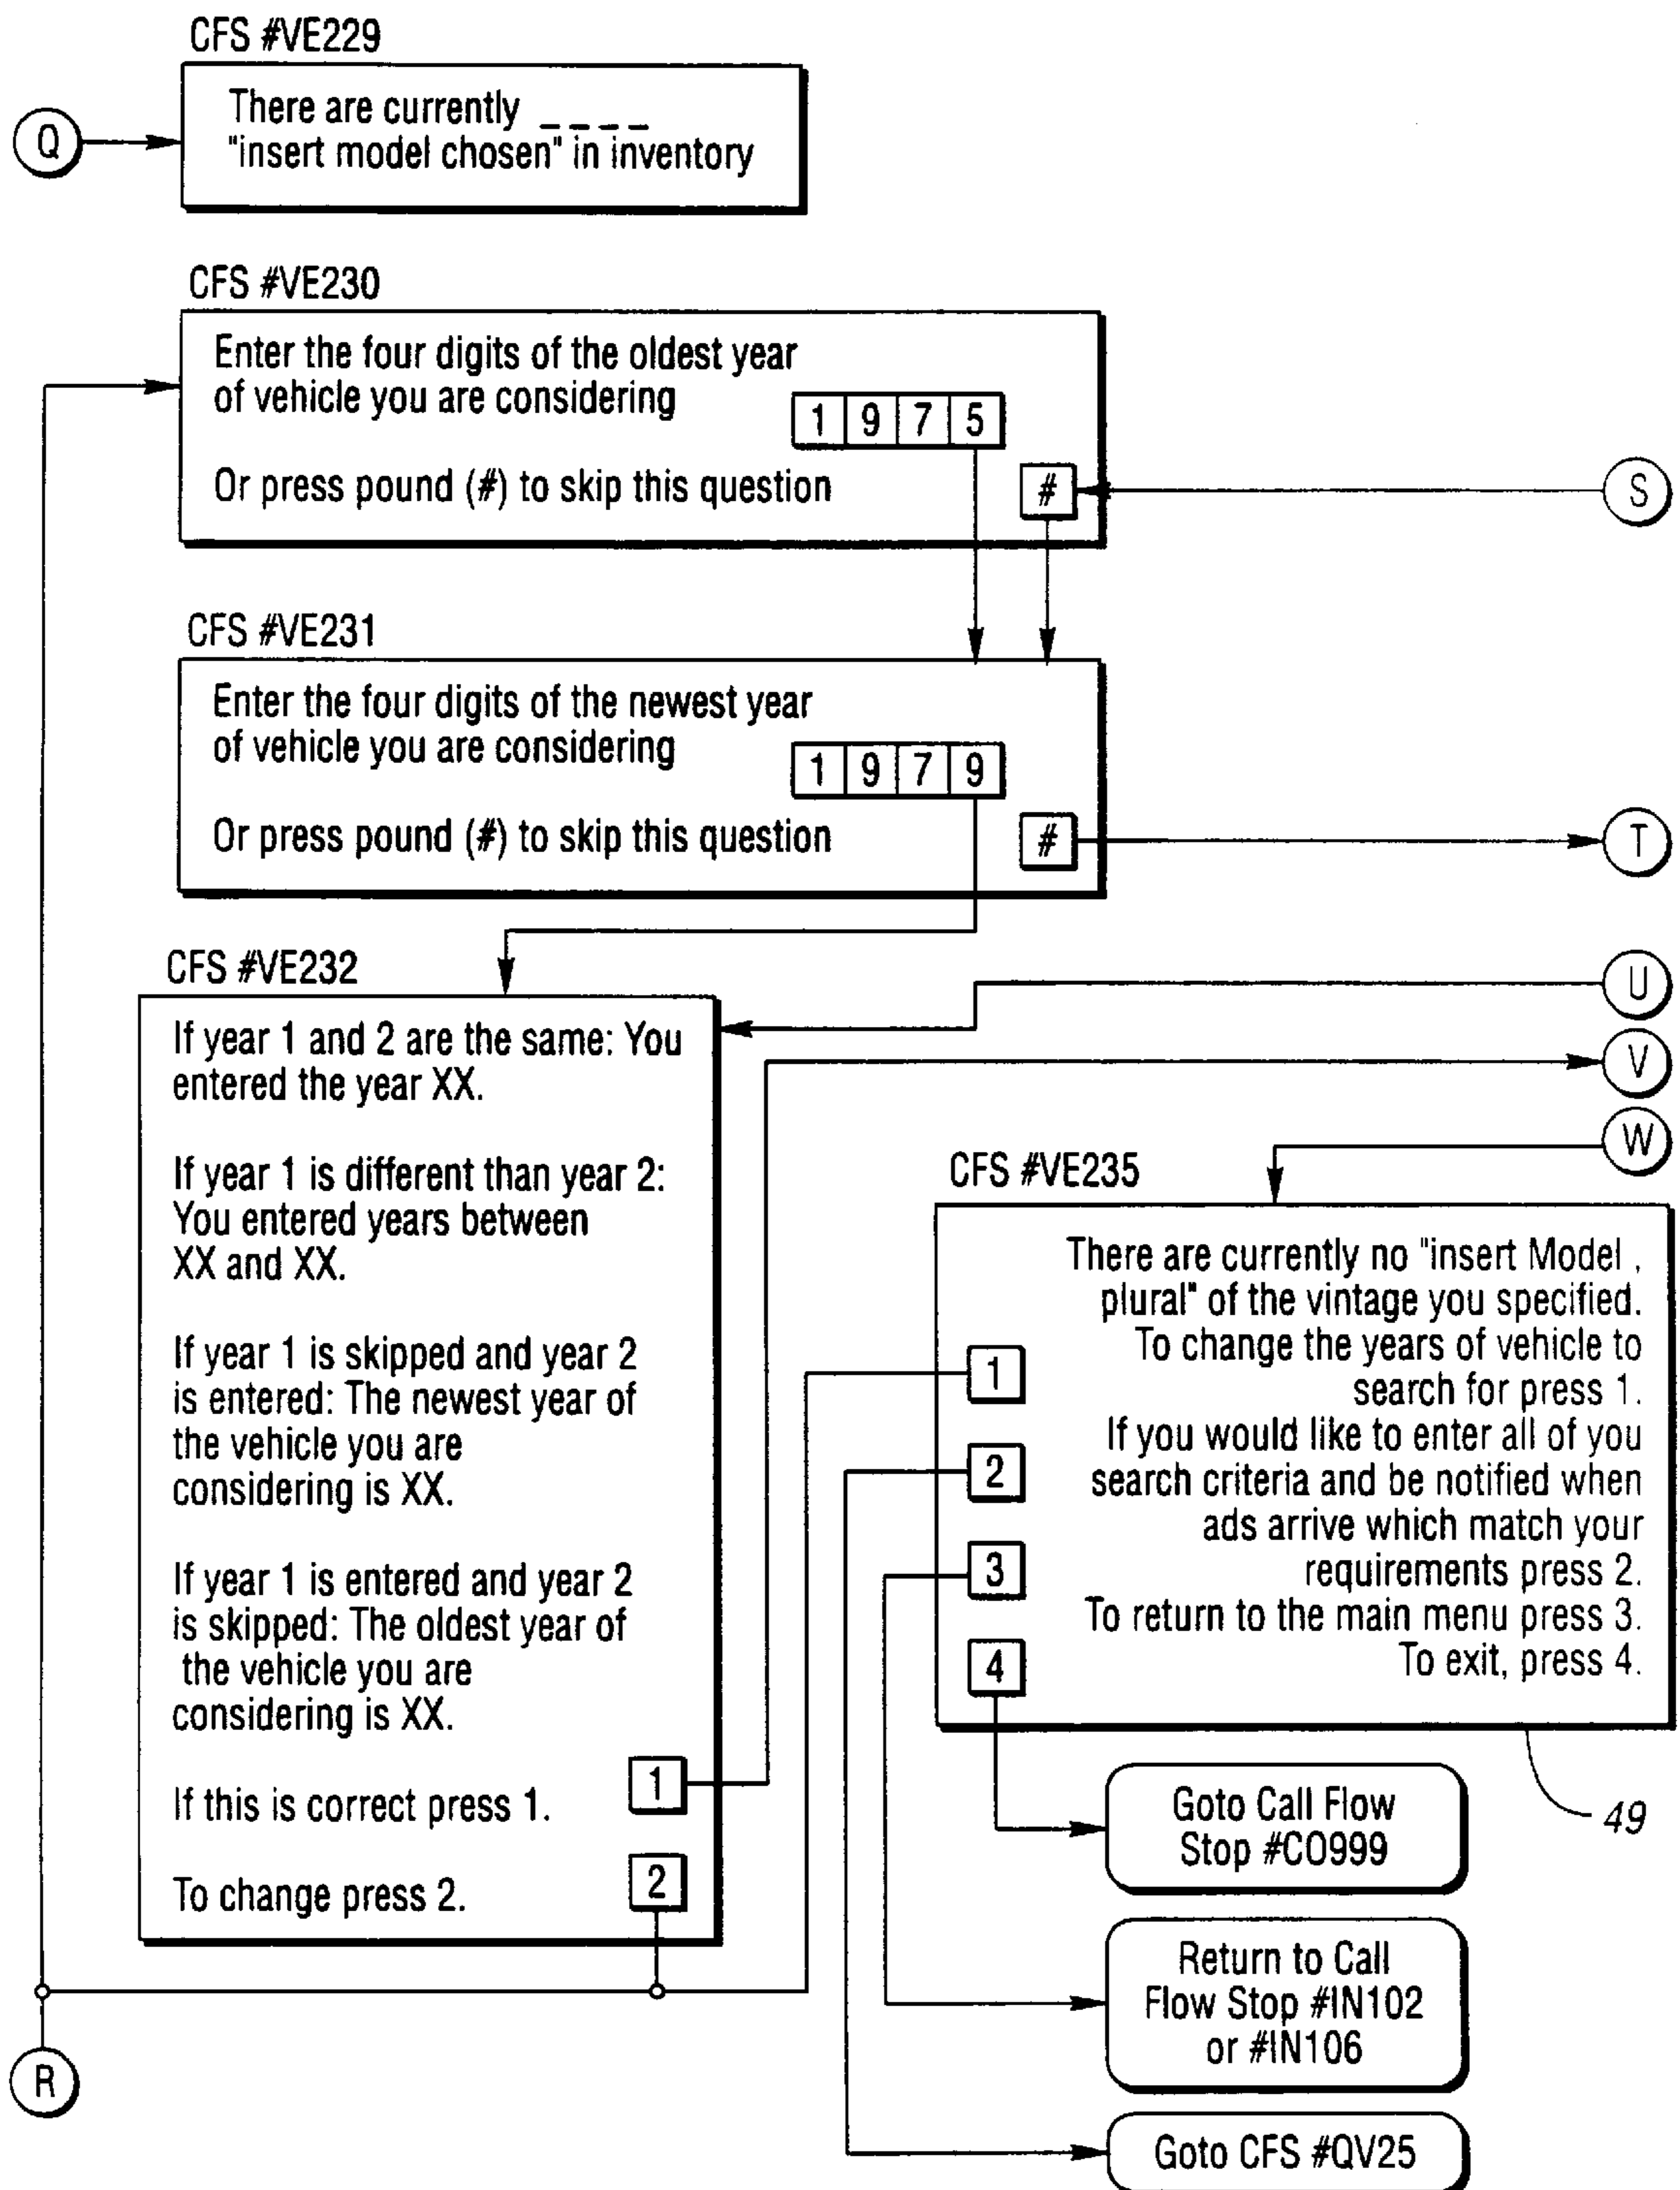 CFS #VE229
Q
There are currently _ _ _ _
"insert model chosen" in inventory
CFS #VE230
Enter the four digits of the oldest year
of vehicle you are considering
1 9 7 5
Or press pound (#) to skip this question
#
S
CFS #VE231
Enter the four digits of the newest year
of vehicle you are considering
1 9 7 9
Or press pound (#) to skip this question
#
T
CFS #VE232
U
V
W
If year 1 and 2 are the same: You
entered the year XX.
If year 1 is different than year 2:
You entered years between
XX and XX.
If year 1 is skipped and year 2
is entered: The newest year of
the vehicle you are
considering is XX.
If year 1 is entered and year 2
is skipped: The oldest year of
the vehicle you are
considering is XX.
If this is correct press 1.
1
To change press 2.
2
R
CFS #VE235
There are currently no "insert Model ,
plural" of the vintage you specified.
To change the years of vehicle to
search for press 1.
1
If you would like to enter all of you
search criteria and be notified when
ads arrive which match your
requirements press 2.
2
To return to the main menu press 3.
3
To exit, press 4.
4
49
Goto Call Flow
Stop #CO999
Return to Call
Flow Stop #IN102
or #IN106
Goto CFS #QV25